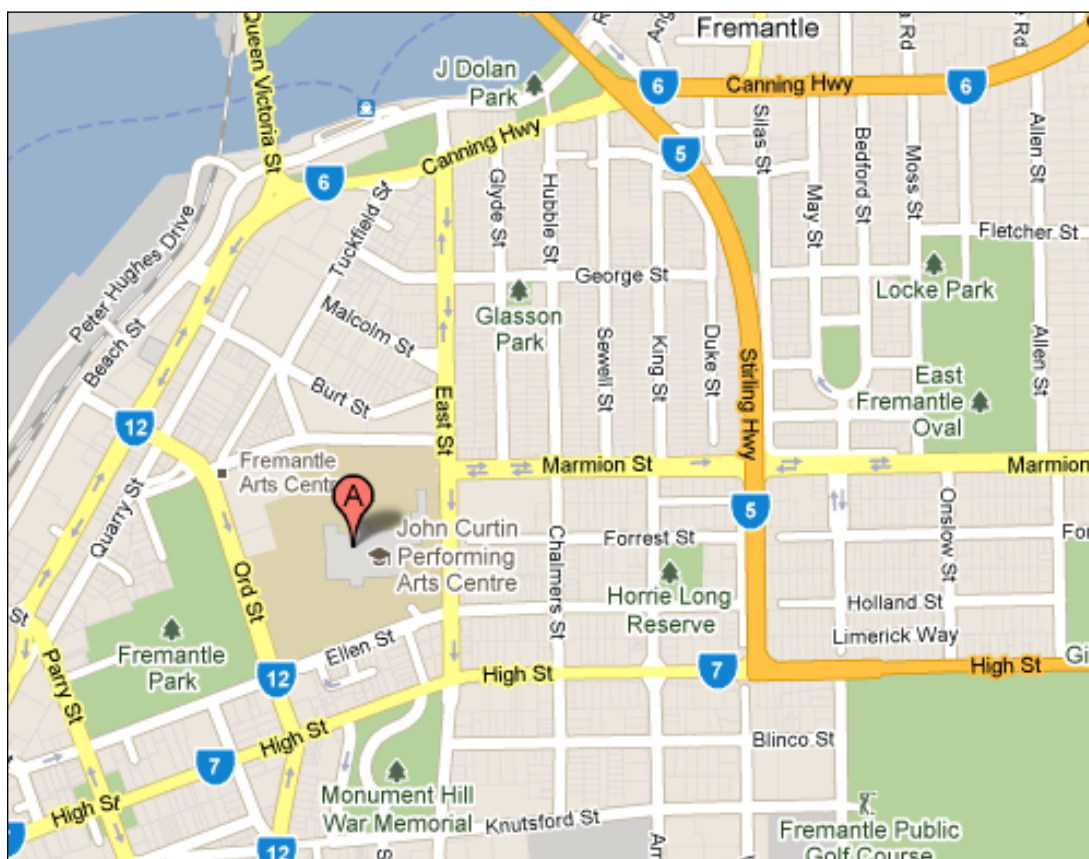 Queen Victoria St
Fremantle
J Dolan
Park
6
Canning Hwy
6
6
Canning Hwy
5
6
Silas St
Bedford St
Moss St
Allen St
Rd
Peter Hughes Drive
Tuckfield St
Glyde St
Hubble St
May St
Fletcher St
George St
Locke Park
Beach St
Malcolm St
Glasson
Park
Sewell St
King St
Duke St
Stirling Hwy
Allen St
Burt St
East St
East
Fremantle
Oval
12
Fremantle
Arts Centre
Marmion St
Marmion
A
Quarry St
John Curtin
Performing
Arts Centre
5
Onslow St
Ord St
Chalmers St
Forrest St
Horrie Long
Reserve
Holland St
Limerick Way
St
Parry St
Fremantle
Park
Ellen St
12
High St
7
High St
Gi
7
High St
Blinco St
High St
Monument Hill
War Memorial
Knutsford St
Fremantle Public
Golf Course
12